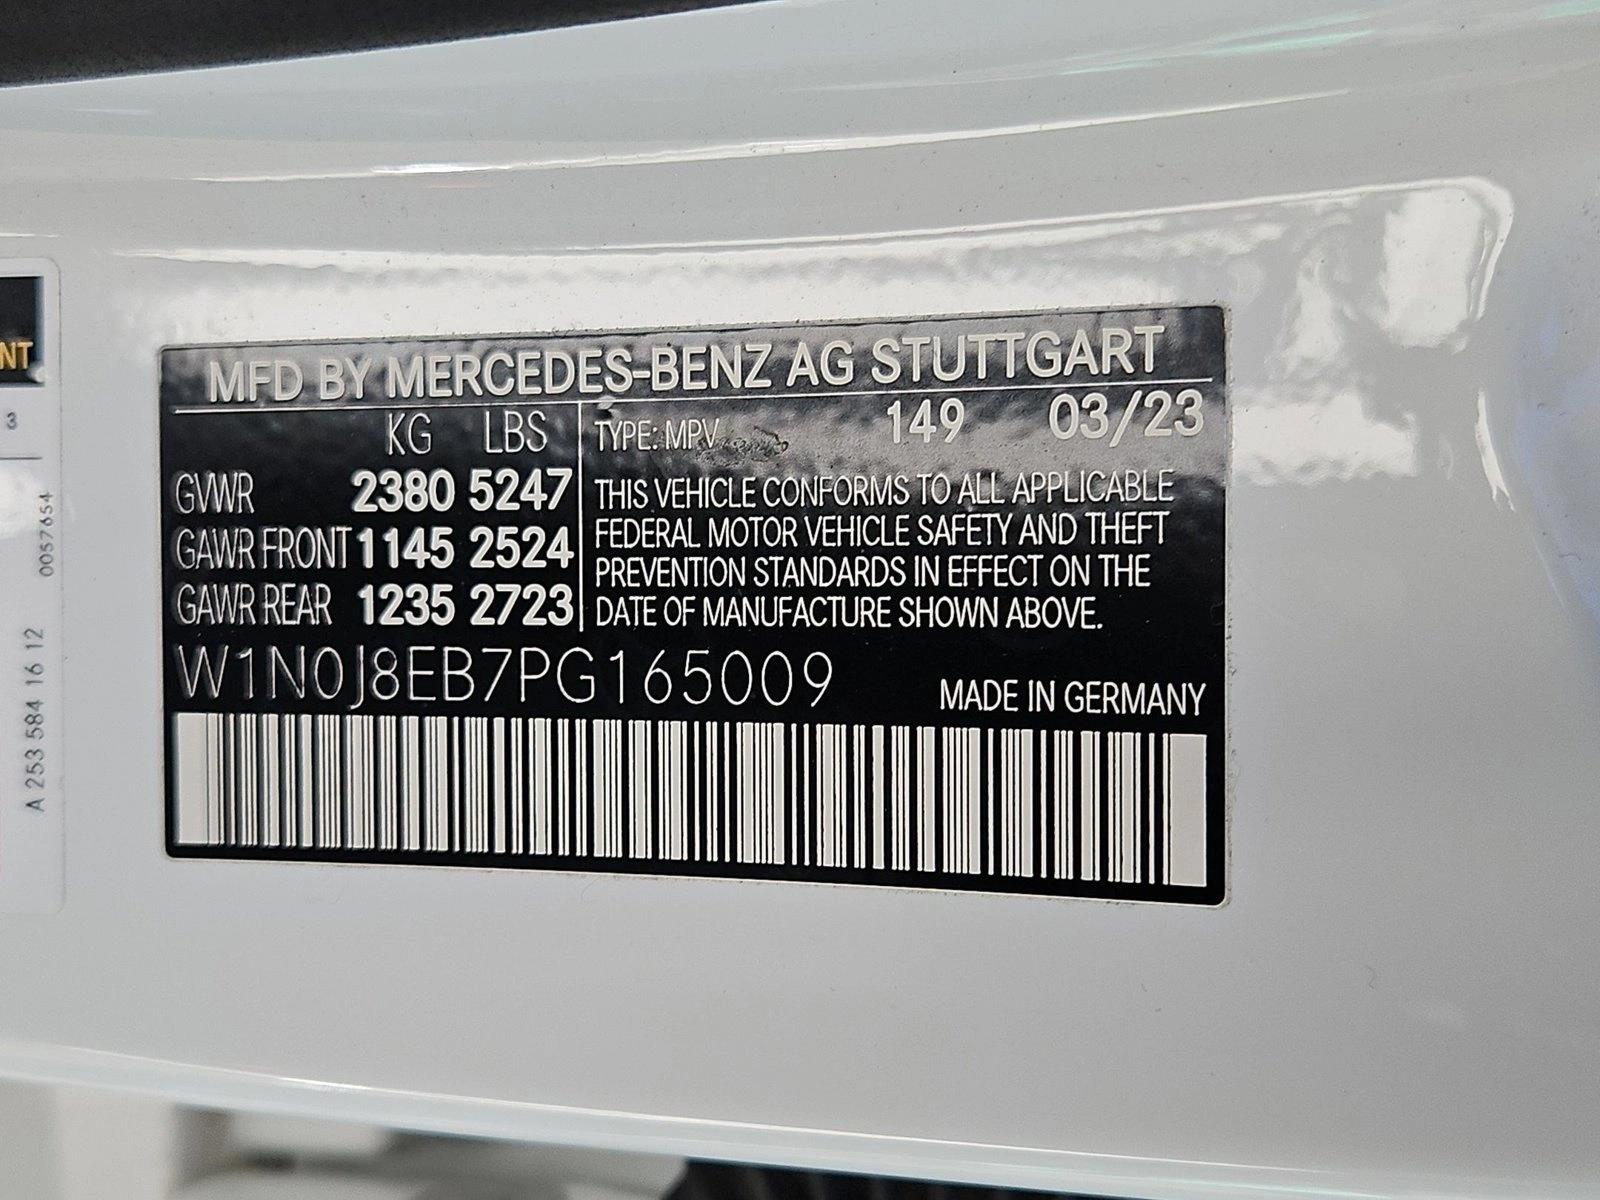 NT
3
0057654
A 253 584 16 12
MFD BY MERCEDES-BENZ AG STUTTGART
KG LBS
GVWR 2380 5247
GAWR FRONT 1145 2524
GAWR REAR 1235 2723
TYPE: MPV 149 03/23
THIS VEHICLE CONFORMS TO ALL APPLICABLE
FEDERAL MOTOR VEHICLE SAFETY AND THEFT
PREVENTION STANDARDS IN EFFECT ON THE
DATE OF MANUFACTURE SHOWN ABOVE.
W1N0J8EB7PG165009
MADE IN GERMANY